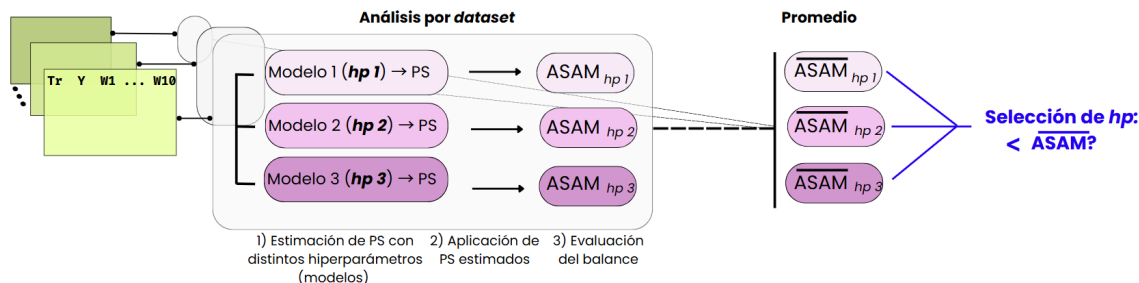 Análisis por dataset
Promedio
Tr Y W1 ... W10
Modelo 1 (hp 1) → PS
ASAM hp 1
ASAM hp 1
Modelo 2 (hp 2) → PS
ASAM hp 2
ASAM hp 2
Modelo 3 (hp 3) → PS
ASAM hp 3
ASAM hp 3
Selección de hp:
< ASAM?
1) Estimación de PS con
distintos hiperparámetros
(modelos)
2) Aplicación de
PS estimados
3) Evaluación
del balance